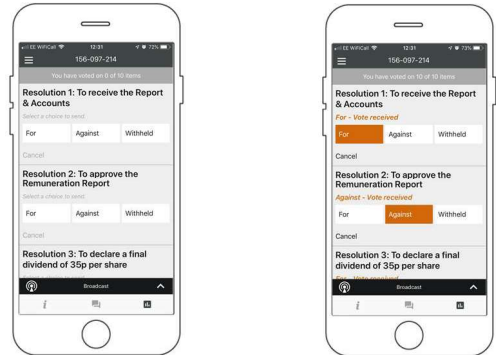 EE WiFiCall 12:31 72%
156-097-214
You have voted on 0 of 10 items
Resolution 1: To receive the Report
& Accounts
Select a choice to send
For Against Withheld
Cancel
Resolution 2: To approve the
Remuneration Report
Select a choice to send
For Against Withheld
Cancel
Resolution 3: To declare a final
dividend of 35p per share
Broadcast
i
EE WiFiCall 12:31 72%
156-097-214
You have voted on 10 of 10 items
Resolution 1: To receive the Report
& Accounts
For - Vote received
For Against Withheld
Cancel
Resolution 2: To approve the
Remuneration Report
Against - Vote received
For Against Withheld
Cancel
Resolution 3: To declare a final
dividend of 35p per share
For - Vote received
Broadcast
i